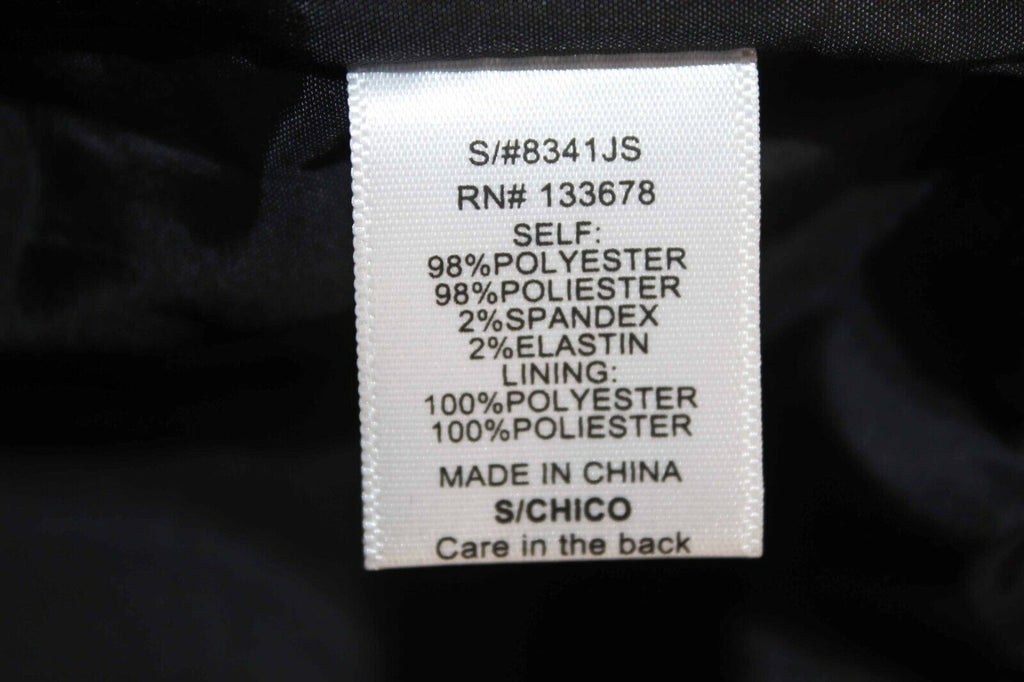 S/#8341JS
RN# 133678
SELF:
98%POLYESTER
98%POLIESTER
2%SPANDEX
2%ELASTIN
LINING:
100%POLYESTER
100%POLIESTER
MADE IN CHINA
S/CHICO
Care in the back